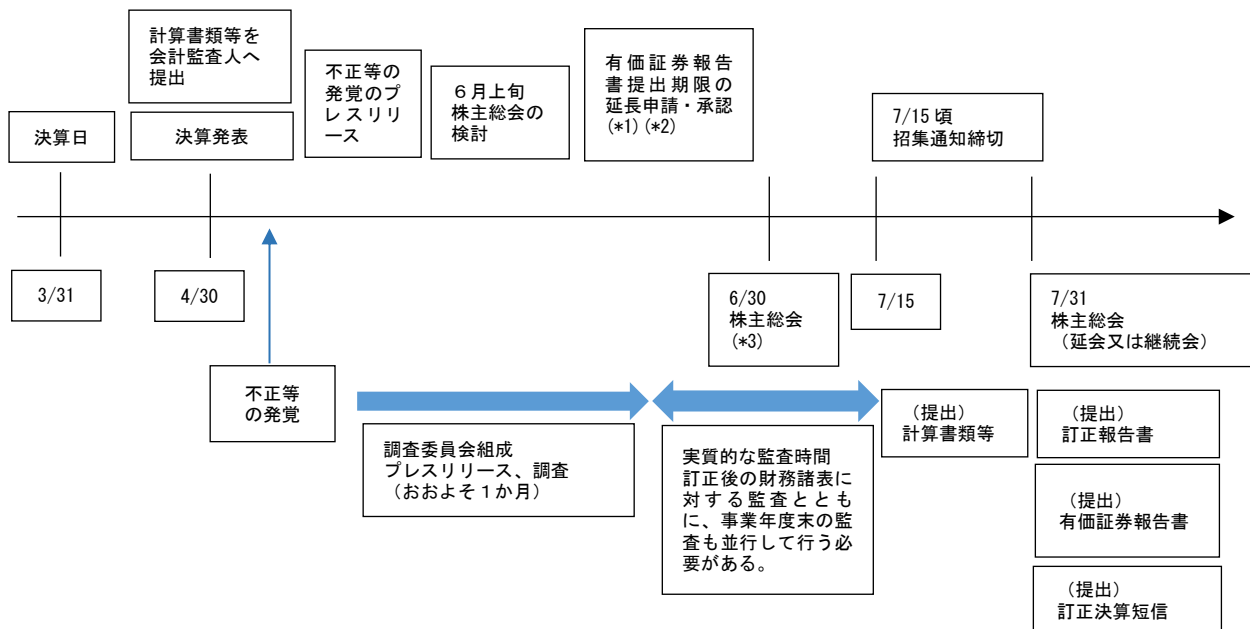 計算書類等を
会計監査人へ
提出
決算日
決算発表
不正等の
発覚のプ
レスリリ
ース
６月上旬
株主総会の
検討
有価証券報告
書提出期限の
延長申請・承認
(*1)(*2)
7/15 頃
招集通知締切
3/31
4/30
6/30
株主総会
(*3)
7/15
7/31
株主総会
（延会又は継続会）
不正等
の発覚
調査委員会組成
プレスリリース、調査
（おおよそ１か月）
実質的な監査時間
訂正後の財務諸表に
対する監査ととも
に、事業年度末の監
査も並行して行う必
要がある。
（提出）
計算書類等
（提出）
訂正報告書
（提出）
有価証券報告書
（提出）
訂正決算短信